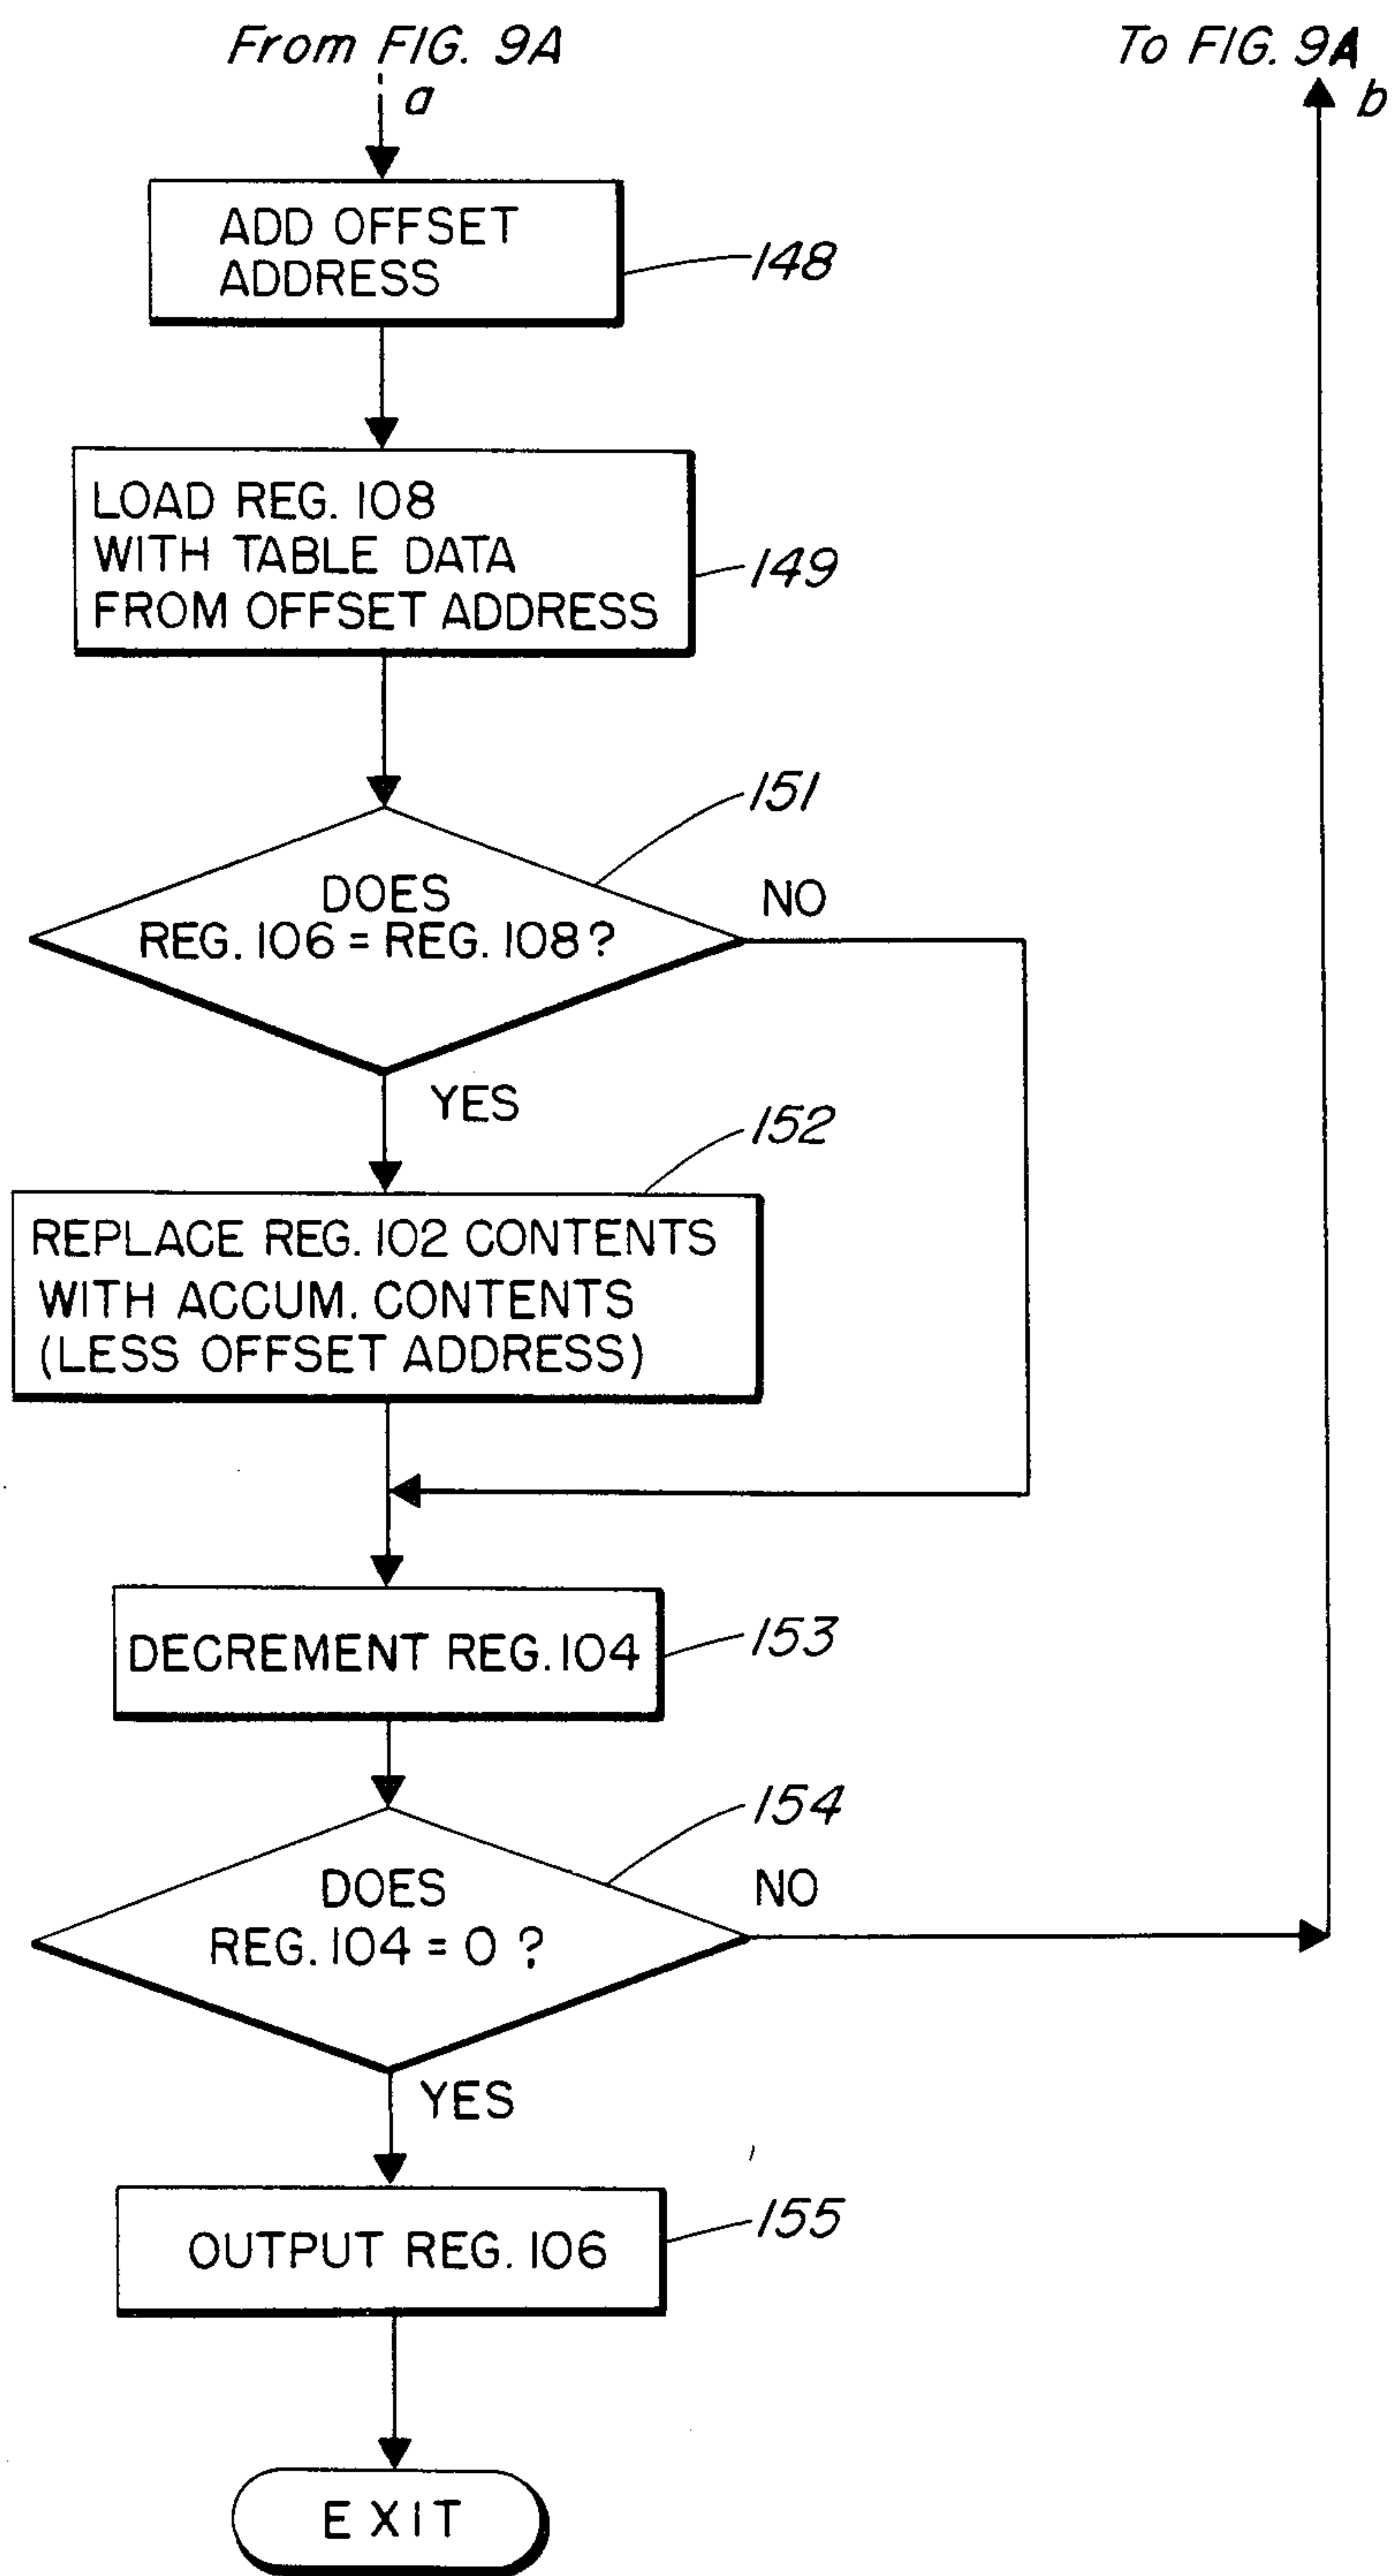 From FIG. 9A
a
To FIG. 9A
b
ADD OFFSET
ADDRESS
148
LOAD REG. 108
WITH TABLE DATA
FROM OFFSET ADDRESS
149
151
DOES
REG. 106 = REG. 108?
NO
YES
152
REPLACE REG. 102 CONTENTS
WITH ACCUM. CONTENTS
(LESS OFFSET ADDRESS)
DECREMENT REG. 104
153
154
DOES
REG. 104 = 0 ?
NO
YES
OUTPUT REG. 106
155
EXIT